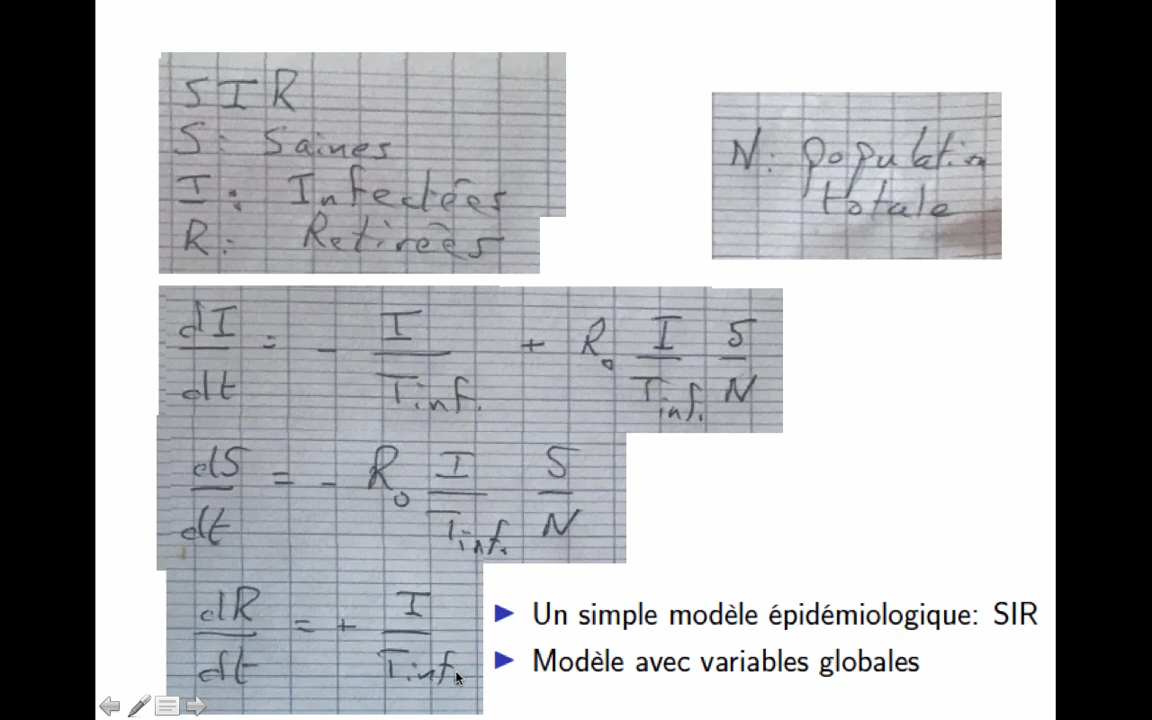 S I R
S: Saines
I: Infectées
R: Retirées
N: population
totale
dI/dt = - I/Tinf. + R₀ I/Tinf. S/N
dS/dt = - R₀ I/Tinf. S/N
dR/dt = + I/Tinf.
Un simple modèle épidémiologique: SIR
Modèle avec variables globales